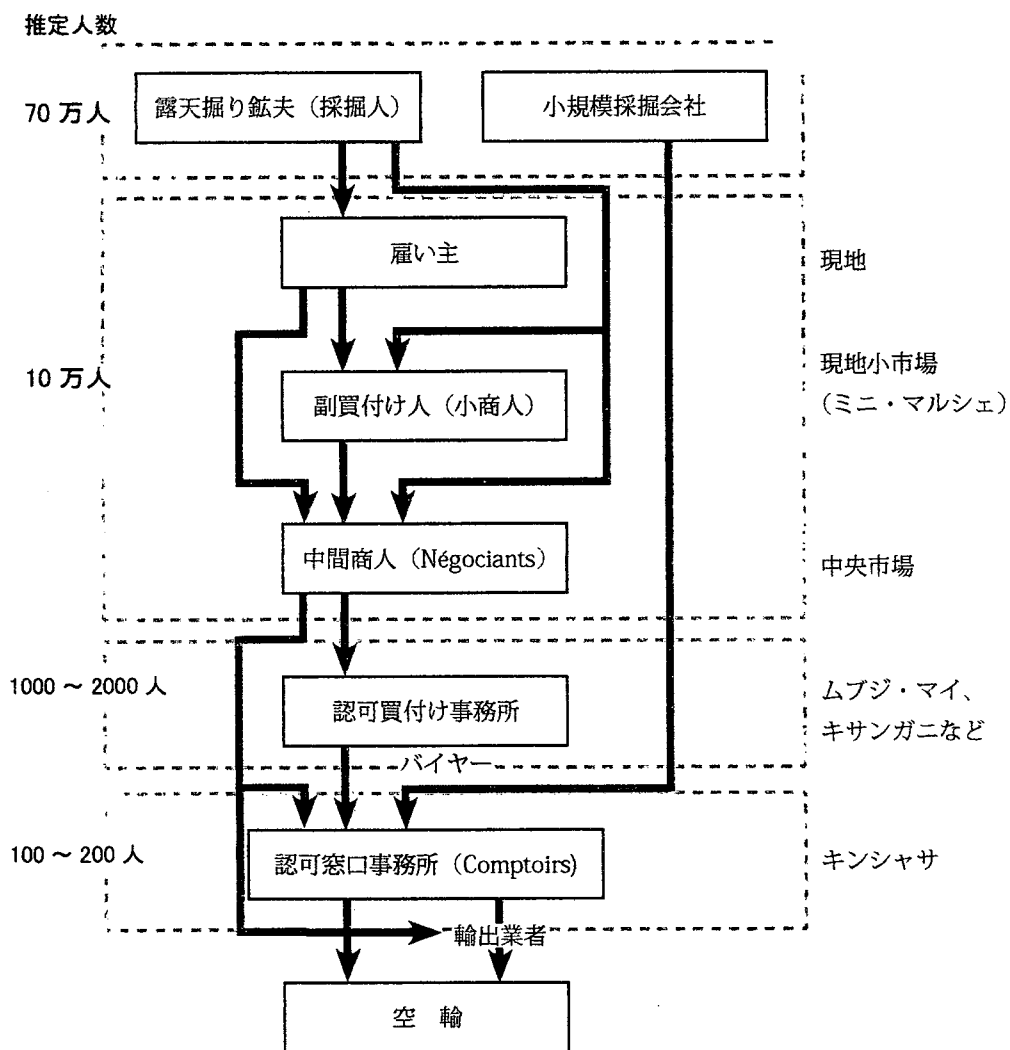 推定人数
70 万人
露天掘り鉱夫（採掘人）
小規模採掘会社
雇い主
現地
10 万人
副買付け人（小商人）
現地小市場
（ミニ・マルシェ）
中間商人（Négociants）
中央市場
1000 ～ 2000 人
認可買付け事務所
ムブジ・マイ、
キサンガニなど
バイヤー
100 ～ 200 人
認可窓口事務所（Comptoirs)
キンシャサ
輸出業者
空　輸